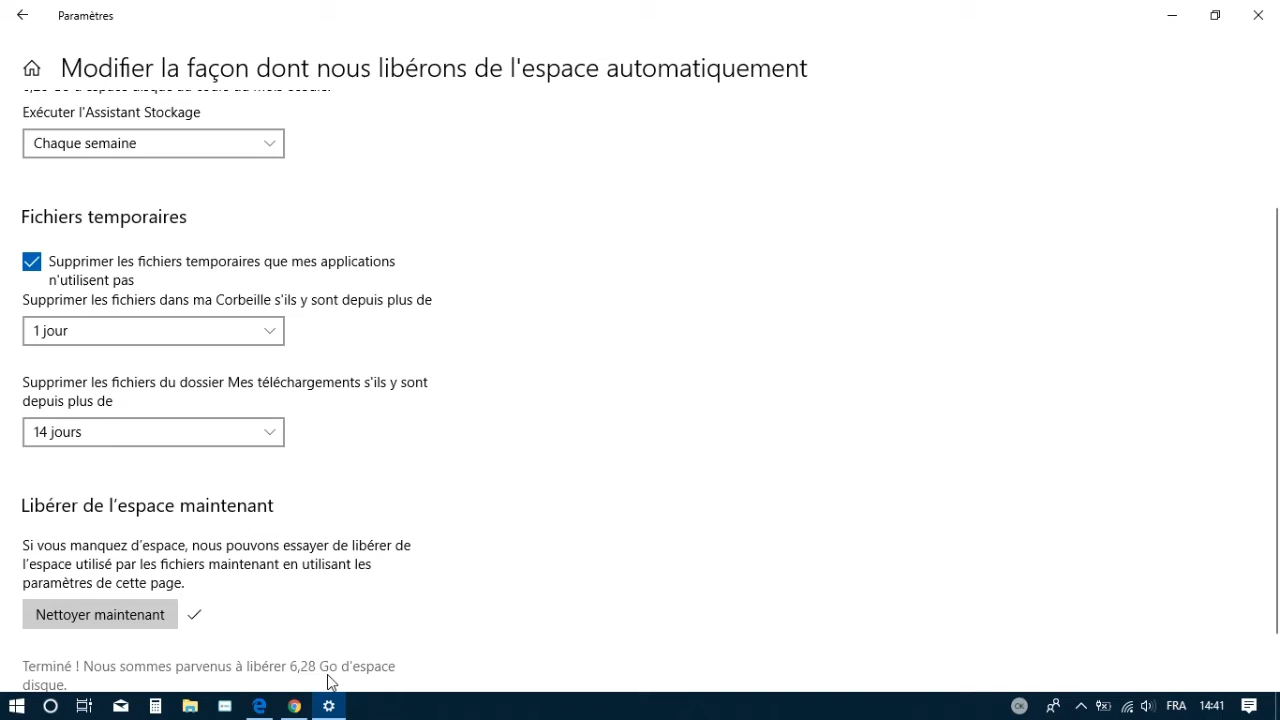 Paramètres
Modifier la façon dont nous libérons de l'espace automatiquement
Exécuter l'Assistant Stockage
Chaque semaine
Fichiers temporaires
Supprimer les fichiers temporaires que mes applications
n'utilisent pas
Supprimer les fichiers dans ma Corbeille s'ils y sont depuis plus de
1 jour
Supprimer les fichiers du dossier Mes téléchargements s'ils y sont
depuis plus de
14 jours
Libérer de l’espace maintenant
Si vous manquez d’espace, nous pouvons essayer de libérer de
l’espace utilisé par les fichiers maintenant en utilisant les
paramètres de cette page.
Nettoyer maintenant
Terminé ! Nous sommes parvenus à libérer 6,28 Go d'espace
disque.
FRA
14:41